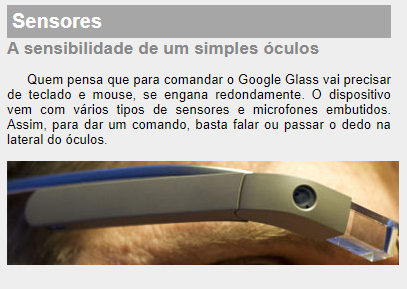 Sensores
A sensibilidade de um simples óculos
Quem pensa que para comandar o Google Glass vai precisar
de teclado e mouse, se engana redondamente. O dispositivo
vem com vários tipos de sensores e microfones embutidos.
Assim, para dar um comando, basta falar ou passar o dedo na
lateral do óculos.